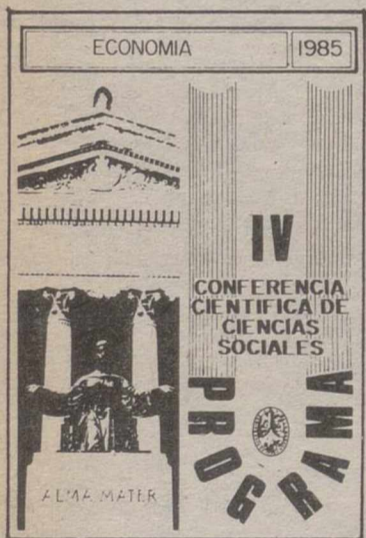 ECONOMIA 1985
IV
CONFERENCIA
CIENTIFICA DE
CIENCIAS
SOCIALES
PROGRAMA
ALMA MATER